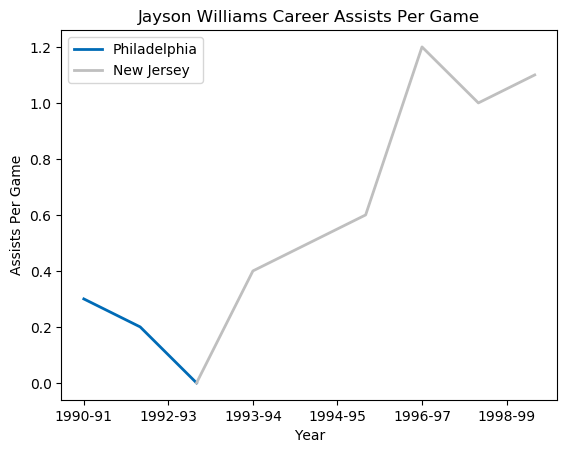 Jayson Williams Career Assists Per Game
Philadelphia
New Jersey
Assists Per Game
1.2
1.0
0.8
0.6
0.4
0.2
0.0
1990-91 1992-93 1993-94 1994-95 1996-97 1998-99
Year